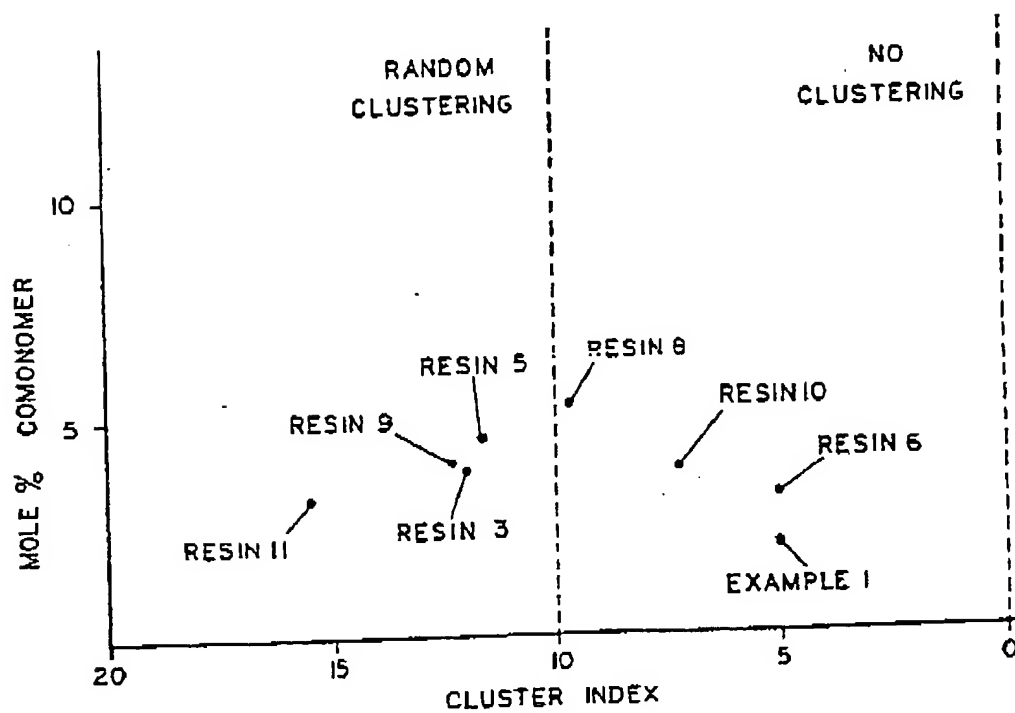 RANDOM
CLUSTERING
NO
CLUSTERING
10
MOLE % COMONOMER
RESIN 8
RESIN 5
RESIN 10
5
RESIN 9
RESIN 6
RESIN 3
RESIN 11
EXAMPLE 1
20
15
10
5
0
CLUSTER INDEX